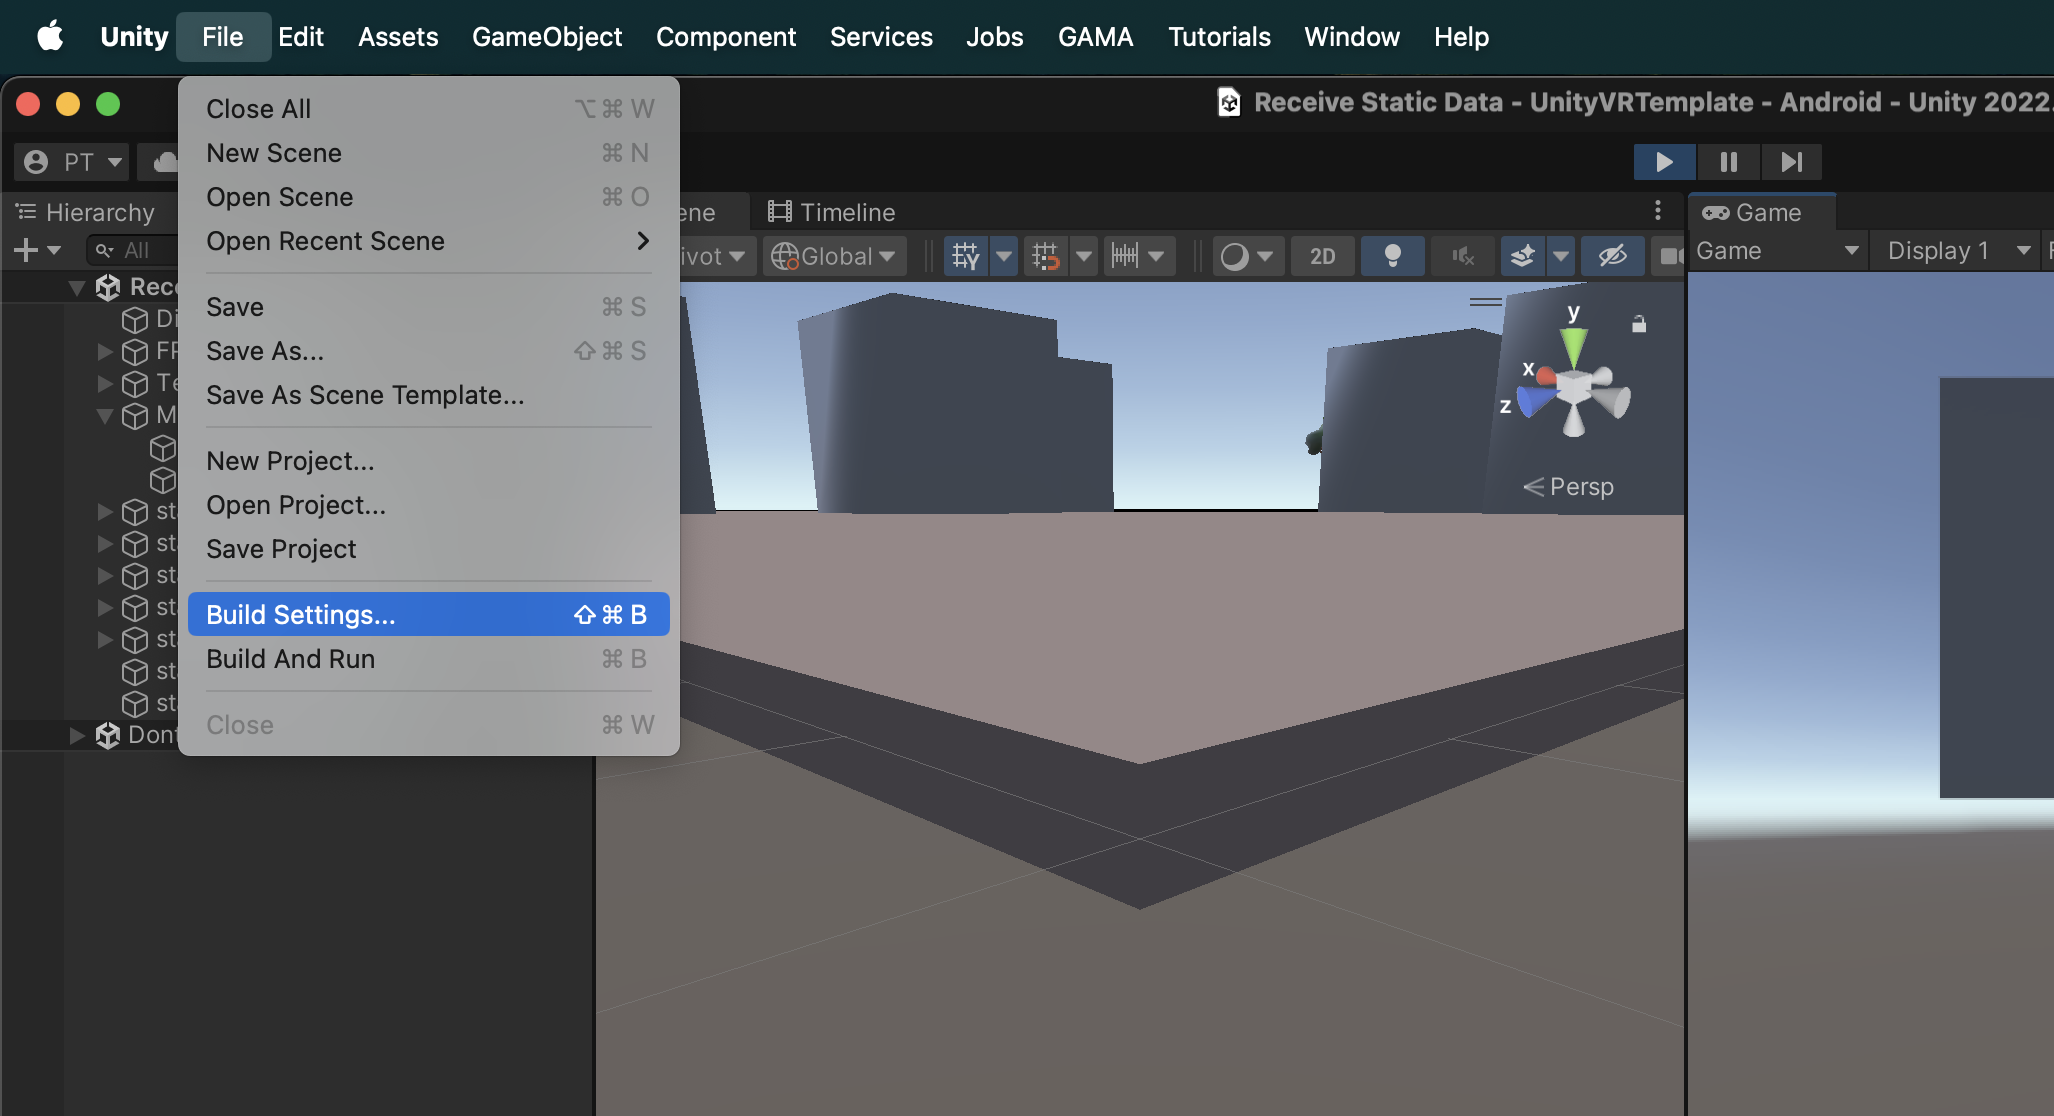 Unity File Edit Assets GameObject Component Services Jobs GAMA Tutorials Window Help
Receive Static Data - UnityVRTemplate - Android - Unity 2022.
PT
Close All ⌥⌘W
New Scene ⌘N
Open Scene ⌘O
Open Recent Scene
Save ⌘S
Save As... ⇧⌘S
Save As Scene Template...
New Project...
Open Project...
Save Project
Build Settings... ⇧⌘B
Build And Run ⌘B
Close ⌘W
Hierarchy
All
Rec
Di
FP
Te
M
st
st
st
st
st
st
st
Dont
ene Timeline
ivot Global 2D
y
x
z
Persp
Game
Game Display 1